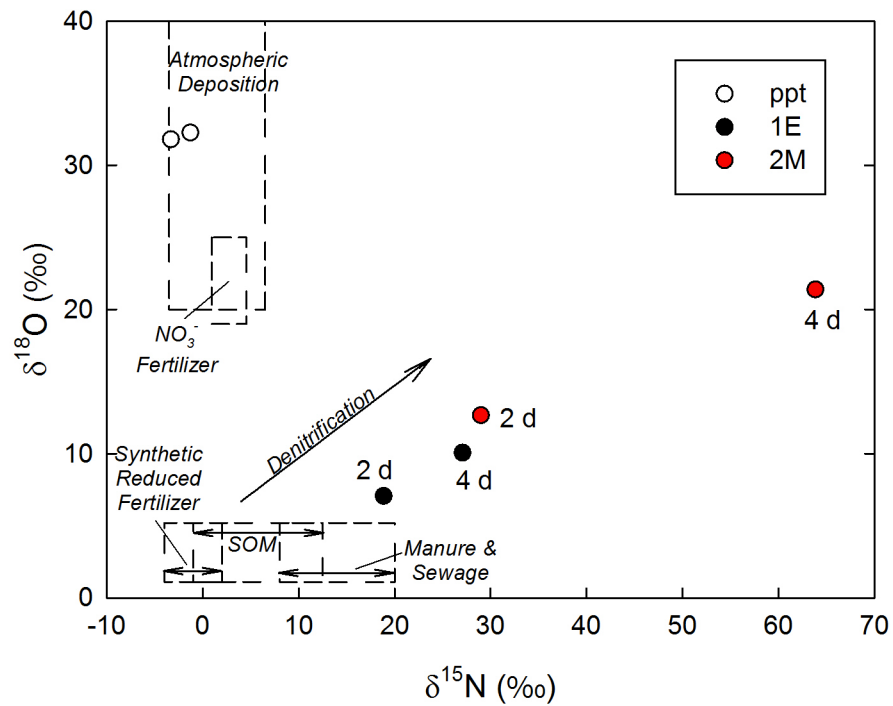 40
30
20
10
0
δ18O (‰)
Atmospheric
Deposition
NO3-
Fertilizer
Denitrification
Synthetic
Reduced
Fertilizer
SOM
Manure &
Sewage
ppt
1E
2M
4 d
2 d
2 d
4 d
-10 0 10 20 30 40 50 60 70
δ15N (‰)